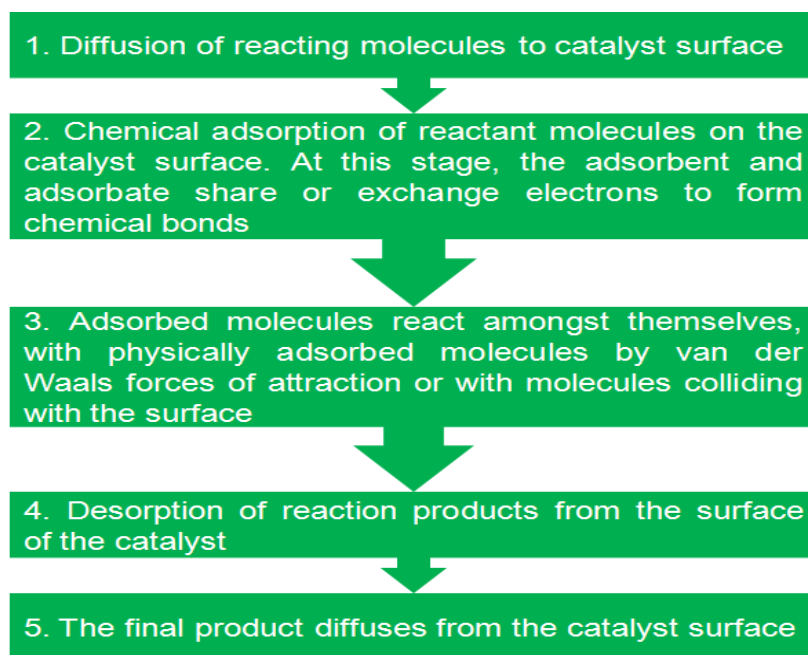 1. Diffusion of reacting molecules to catalyst surface
2. Chemical adsorption of reactant molecules on the
catalyst surface. At this stage, the adsorbent and
adsorbate share or exchange electrons to form
chemical bonds
3. Adsorbed molecules react amongst themselves,
with physically adsorbed molecules by van der
Waals forces of attraction or with molecules colliding
with the surface
4. Desorption of reaction products from the surface
of the catalyst
5. The final product diffuses from the catalyst surface